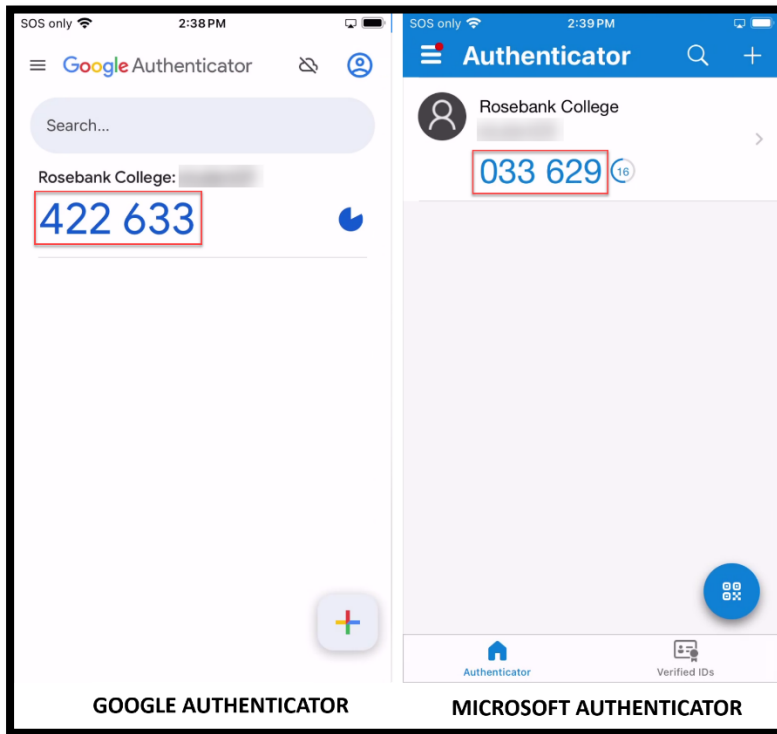 SOS only 2:38 PM
Google Authenticator
Search...
Rosebank College:
422 633
GOOGLE AUTHENTICATOR
SOS only 2:39 PM
Authenticator
Rosebank College
033 629 16
Authenticator Verified IDs
MICROSOFT AUTHENTICATOR